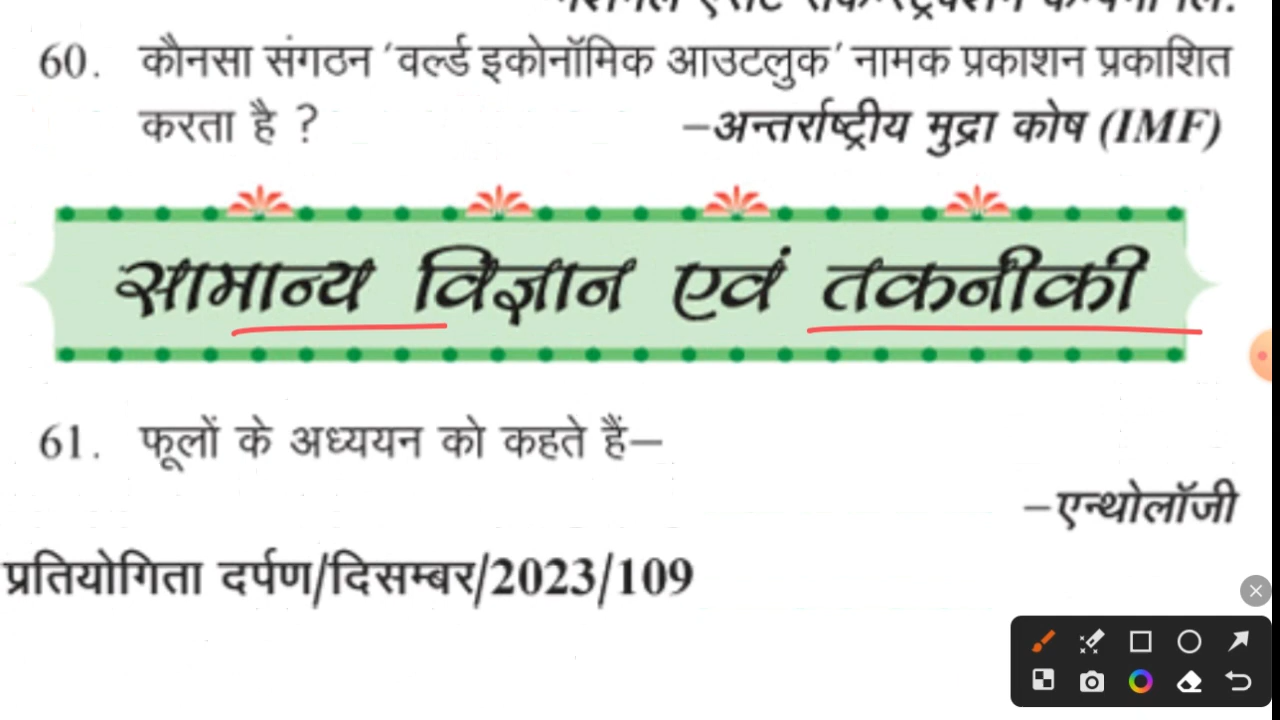 60. कौनसा संगठन ‘वर्ल्ड इकोनॉमिक आउटलुक’ नामक प्रकाशन प्रकाशित
करता है ? –अन्तर्राष्ट्रीय मुद्रा कोष (IMF)
सामान्य विज्ञान एवं तकनीकी
61. फूलों के अध्ययन को कहते हैं–
–एन्थोलॉजी
प्रतियोगिता दर्पण/दिसम्बर/2023/109